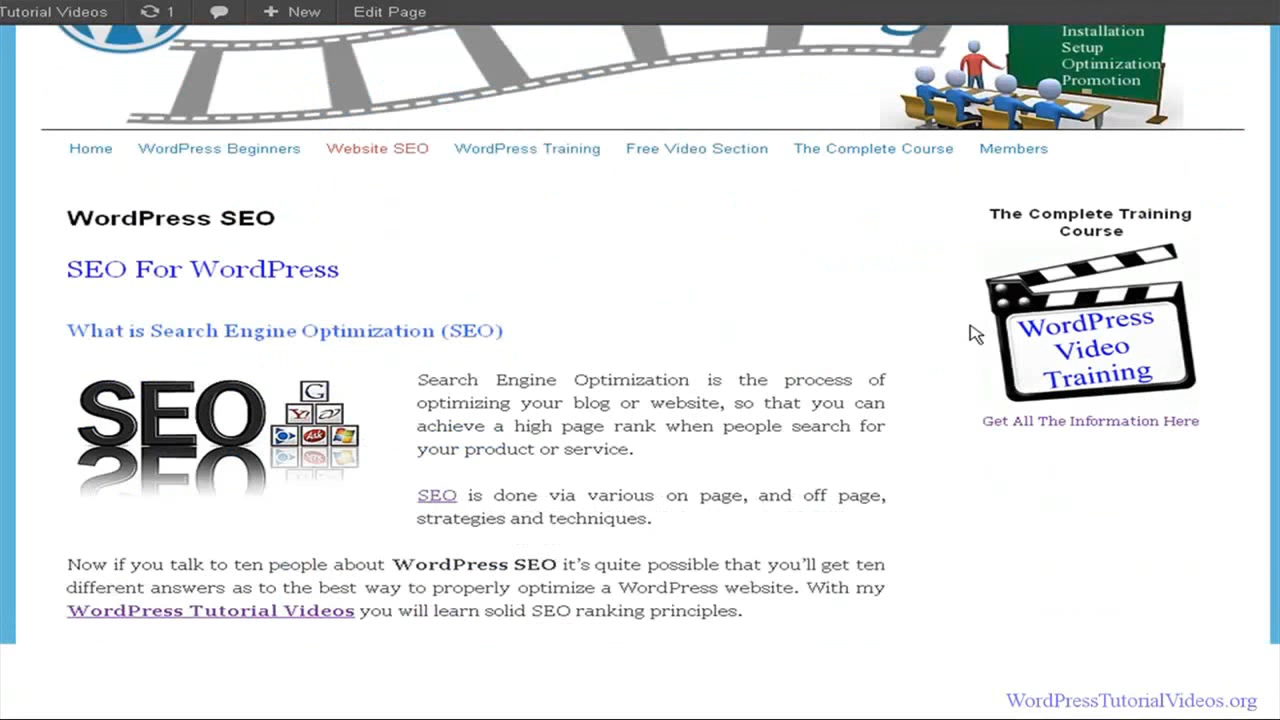 Tutorial Videos 1 New Edit Page
Installation
Setup
Optimization
Promotion
Home WordPress Beginners Website SEO WordPress Training Free Video Section The Complete Course Members
WordPress SEO
SEO For WordPress
What is Search Engine Optimization (SEO)
SEO
G
Ask
Search Engine Optimization is the process of
optimizing your blog or website, so that you can
achieve a high page rank when people search for
your product or service.
SEO is done via various on page, and off page,
strategies and techniques.
Now if you talk to ten people about WordPress SEO it's quite possible that you'll get ten
different answers as to the best way to properly optimize a WordPress website. With my
WordPress Tutorial Videos you will learn solid SEO ranking principles.
The Complete Training
Course
WordPress
Video
Training
Get All The Information Here
WordPressTutorialVideos.org